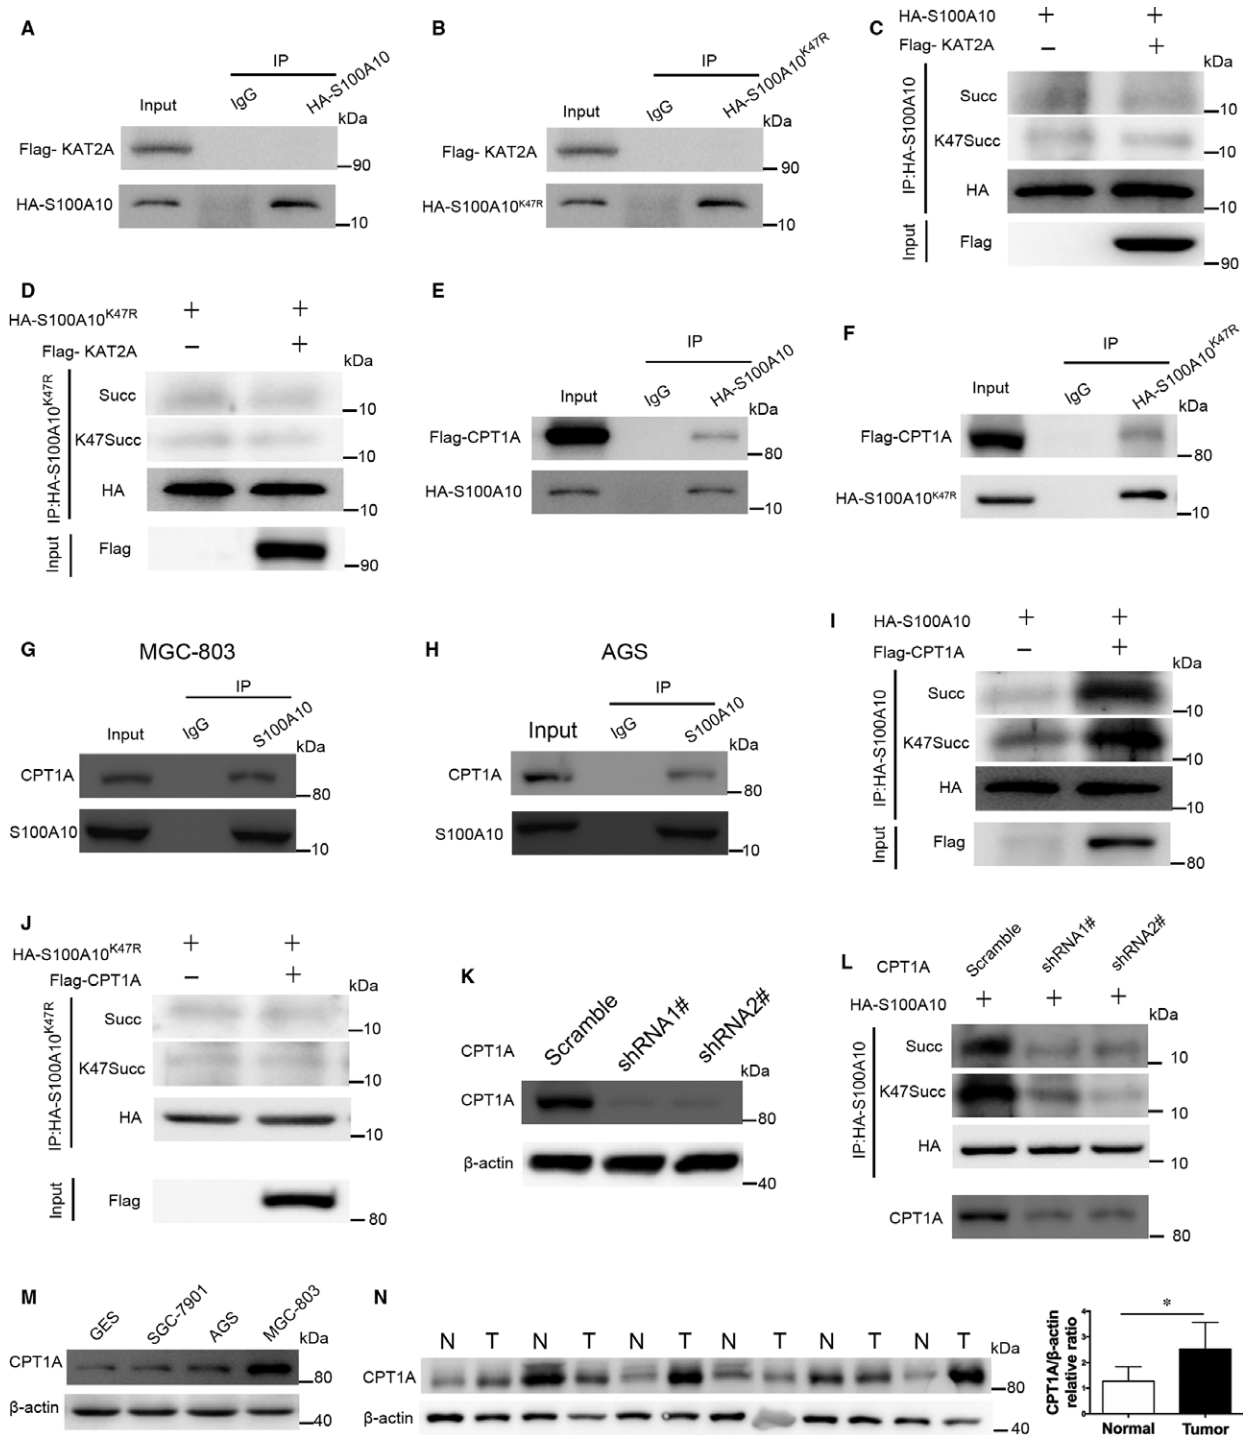 A
IP
Input
IgG
HA-S100A10
kDa
Flag- KAT2A
90
HA-S100A10
10
B
IP
Input
IgG
HA-S100A10K47R
kDa
Flag- KAT2A
90
HA-S100A10K47R
10
C
HA-S100A10 + +
Flag- KAT2A − +
kDa
IP:HA-S100A10
Succ
10
K47Succ
10
HA
10
Input
Flag
90
D
HA-S100A10K47R + +
Flag- KAT2A − +
kDa
IP:HA-S100A10K47R
Succ
10
K47Succ
10
HA
10
Input
Flag
90
E
IP
Input
IgG
HA-S100A10
kDa
Flag-CPT1A
80
HA-S100A10
10
F
IP
Input
IgG
HA-S100A10K47R
kDa
Flag-CPT1A
80
HA-S100A10K47R
10
G
MGC-803
IP
Input
IgG
S100A10
kDa
CPT1A
80
S100A10
10
H
AGS
IP
Input
IgG
S100A10
kDa
CPT1A
80
S100A10
10
I
HA-S100A10 + +
Flag-CPT1A − +
kDa
IP:HA-S100A10
Succ
10
K47Succ
10
HA
10
Input
Flag
80
J
HA-S100A10K47R + +
Flag-CPT1A − +
kDa
IP:HA-S100A10K47R
Succ
10
K47Succ
10
HA
10
Input
Flag
80
K
CPT1A
Scramble
shRNA1#
shRNA2#
kDa
CPT1A
80
β-actin
40
L
CPT1A
Scramble
shRNA1#
shRNA2#
HA-S100A10 + + +
kDa
IP:HA-S100A10
Succ
10
K47Succ
10
HA
10
CPT1A
80
M
GES
SGC-7901
AGS
MGC-803
kDa
CPT1A
80
β-actin
40
N
N T N T N T N T N T N T
kDa
CPT1A
80
β-actin
40
CPT1A/β-actin
relative ratio
4
3
2
1
0
*
Normal Tumor